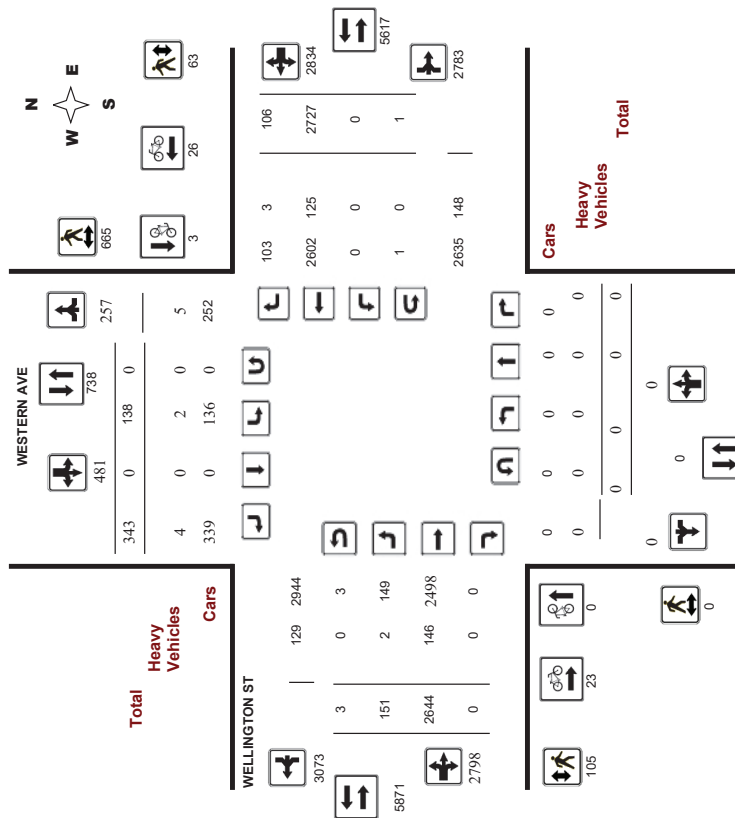 N
W E
S
63
26
665
3
WESTERN AVE
738
257
481
343 0 138 0
4 0 2 0 5
339 0 136 0 252
Total
Heavy
Vehicles
Cars
2834
5617
2783
106 2727 0 1
3 125 0 0 148
103 2602 0 1 2635
WELLINGTON ST
129 2944
3 0 3
151 2 149
2644 146 2498
0 0 0
3073
5871
2798
Cars
Heavy
Vehicles
Total
0 0 0 0 0
0 0 0 0 0
0 0 0 0
0 0
0
0
23
105
0